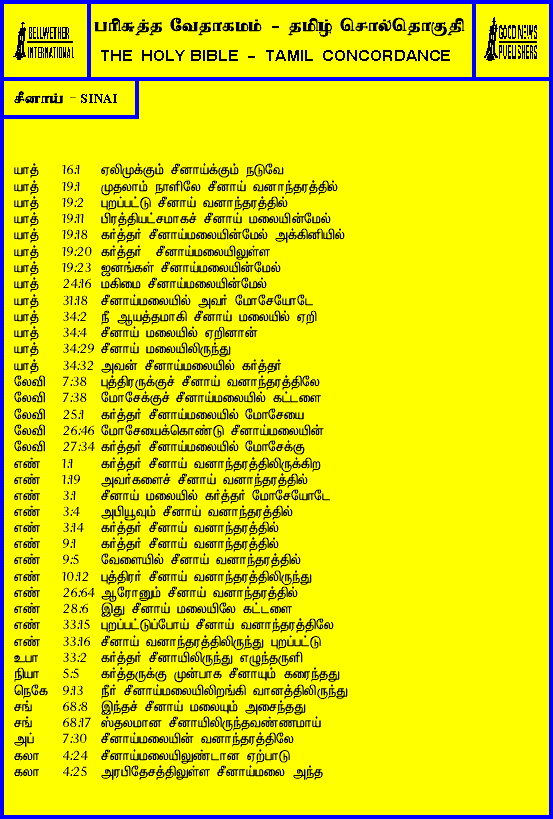 BELLWETHER
INTERNATIONAL
பரிசுத்த வேதாகமம் - தமிழ் சொல்தொகுதி
THE HOLY BIBLE - TAMIL CONCORDANCE
GOOD NEWS
PUBLISHERS
சீனாய் - SINAI
யாத் 16:1 ஏலிமுக்கும் சீனாய்க்கும் நடுவே
யாத் 19:1 முதலாம் நாளிலே சீனாய் வனாந்தரத்தில்
யாத் 19:2 புறப்பட்டு சீனாய் வனாந்தரத்தில்
யாத் 19:11 பிரத்தியட்சமாகச் சீனாய் மலையின்மேல்
யாத் 19:18 கர்த்தர் சீனாய்மலையின்மேல் அக்கினியில்
யாத் 19:20 கர்த்தர் சீனாய்மலையிலுள்ள
யாத் 19:23 ஜனங்கள் சீனாய்மலையின்மேல்
யாத் 24:16 மகிமை சீனாய்மலையின்மேல்
யாத் 31:18 சீனாய்மலையில் அவர் மோசேயோடே
யாத் 34:2 நீ ஆயத்தமாகி சீனாய் மலையில் ஏறி
யாத் 34:4 சீனாய் மலையில் ஏறினான்
யாத் 34:29 சீனாய் மலையிலிருந்து
யாத் 34:32 அவன் சீனாய்மலையில் கர்த்தர்
லேவி 7:38 புத்திரருக்குச் சீனாய் வனாந்தரத்திலே
லேவி 7:38 மோசேக்குச் சீனாய்மலையில் கட்டளை
லேவி 25:1 கர்த்தர் சீனாய்மலையில் மோசேயை
லேவி 26:46 மோசேயைக்கொண்டு சீனாய்மலையின்
லேவி 27:34 கர்த்தர் சீனாய்மலையில் மோசேக்கு
எண் 1:1 கர்த்தர் சீனாய் வனாந்தரத்திலிருக்கிற
எண் 1:19 அவர்களைச் சீனாய் வனாந்தரத்தில்
எண் 3:1 சீனாய் மலையில் கர்த்தர் மோசேயோடே
எண் 3:4 அபியூவும் சீனாய் வனாந்தரத்தில்
எண் 3:14 கர்த்தர் சீனாய் வனாந்தரத்தில்
எண் 9:1 கர்த்தர் சீனாய் வனாந்தரத்தில்
எண் 9:5 வேளையில் சீனாய் வனாந்தரத்தில்
எண் 10:12 புத்திரர் சீனாய் வனாந்தரத்திலிருந்து
எண் 26:64 ஆரோனும் சீனாய் வனாந்தரத்தில்
எண் 28:6 இது சீனாய் மலையிலே கட்டளை
எண் 33:15 புறப்பட்டுப்போய் சீனாய் வனாந்தரத்திலே
எண் 33:16 சீனாய் வனாந்தரத்திலிருந்து புறப்பட்டு
உபா 33:2 கர்த்தர் சீனாயிலிருந்து எழுந்தருளி
நியா 5:5 கர்த்தருக்கு முன்பாக சீனாயும் கரைந்தது
நெகே 9:13 நீர் சீனாய்மலையிலிறங்கி வானத்திலிருந்து
சங் 68:8 இந்தச் சீனாய் மலையும் அசைந்தது
சங் 68:17 ஸ்தலமான சீனாயிலிருந்தவண்ணமாய்
அப் 7:30 சீனாய்மலையின் வனாந்தரத்திலே
கலா 4:24 சீனாய்மலையிலுண்டான ஏற்பாடு
கலா 4:25 அரபிதேசத்திலுள்ள சீனாய்மலை அந்த